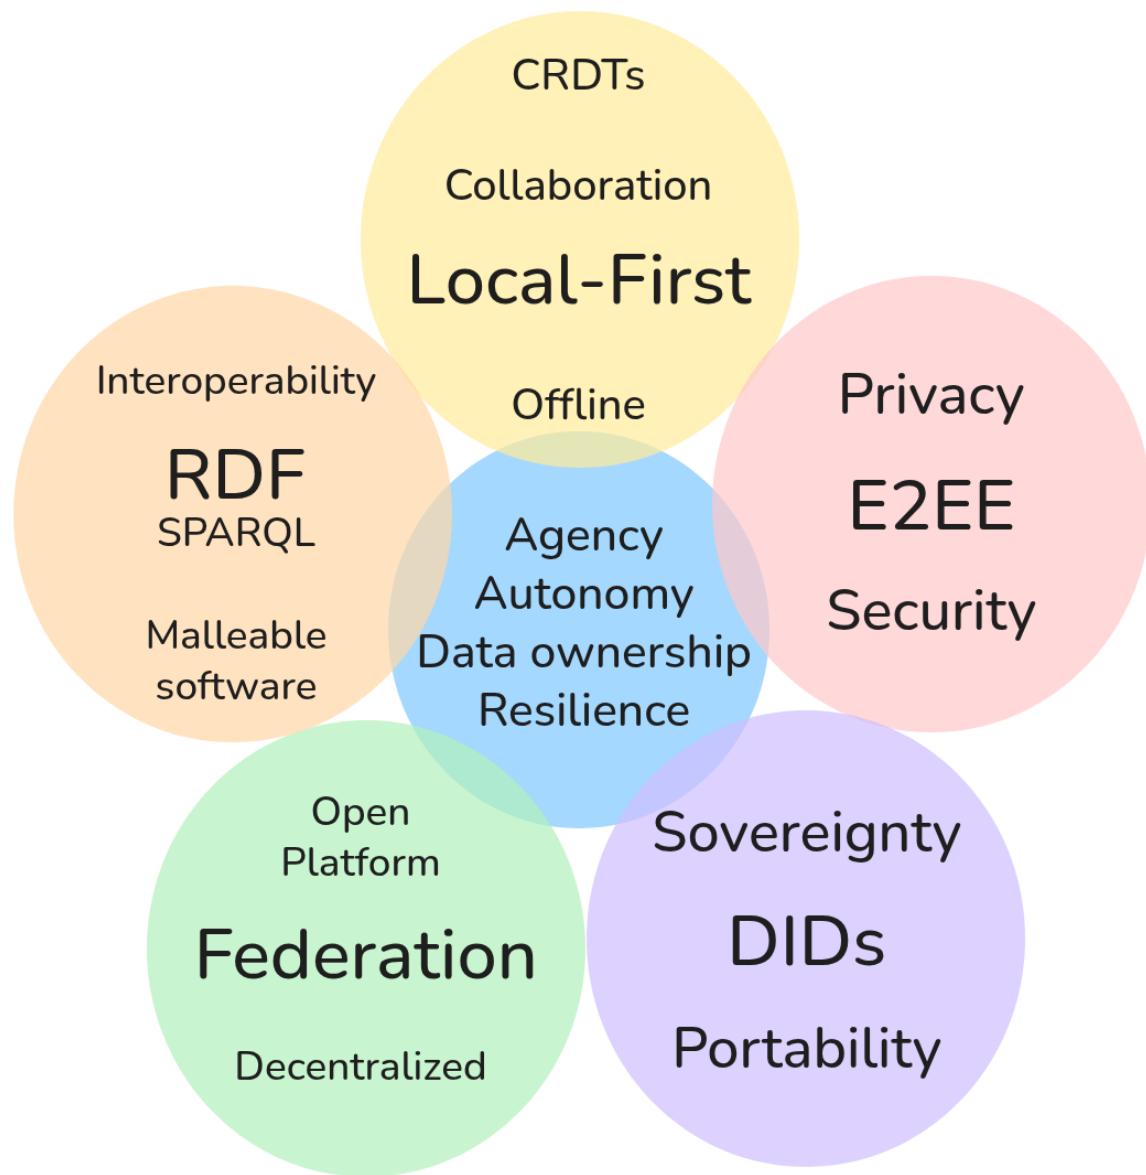 CRDTs
Collaboration
Local-First
Offline
Interoperability
RDF
SPARQL
Malleable
software
Privacy
E2EE
Security
Agency
Autonomy
Data ownership
Resilience
Open
Platform
Federation
Decentralized
Sovereignty
DIDs
Portability